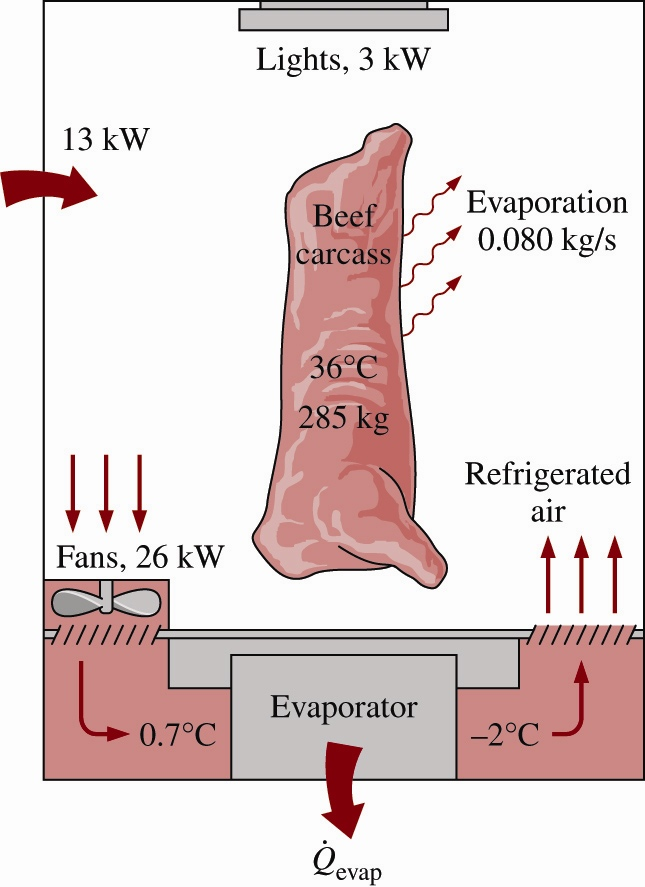 Lights, 3 kW
13 kW
Beef
carcass
Evaporation
0.080 kg/s
36°C
285 kg
Refrigerated
air
Fans, 26 kW
Evaporator
0.7°C
–2°C
Q̇evap